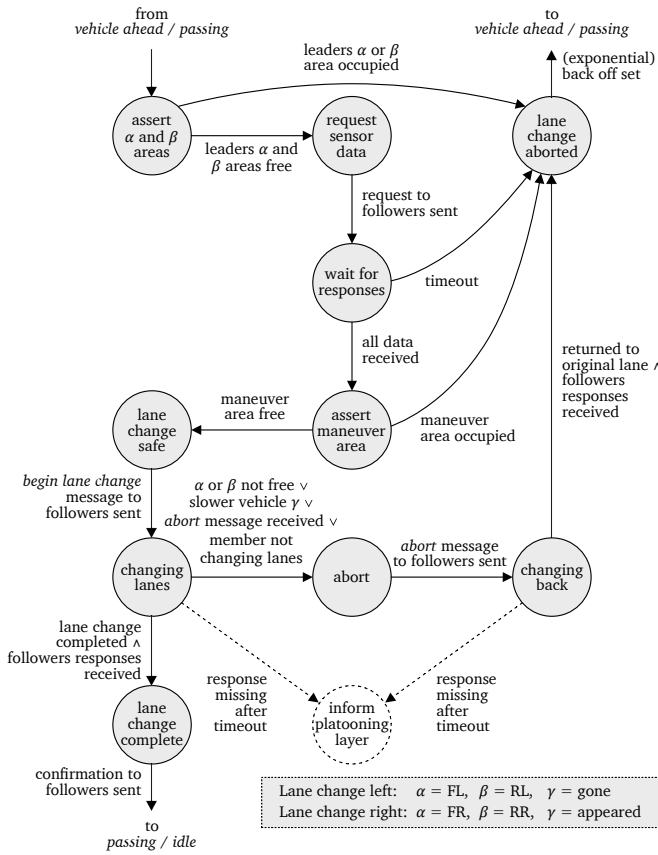 from
vehicle ahead / passing
to
vehicle ahead / passing
leaders α or β
area occupied
(exponential)
back off set
assert
α and β
areas
leaders α and
β areas free
request
sensor
data
lane
change
aborted
request to
followers sent
wait for
responses
timeout
all data
received
returned to
original lane ∧
followers
responses
received
lane
change
safe
maneuver
area free
assert
maneuver
area
maneuver
area occupied
begin lane change
message to
followers sent
α or β not free ∨
slower vehicle γ ∨
abort message received ∨
member not
changing lanes
changing
lanes
abort
abort message
to followers sent
changing
back
lane change
completed ∧
followers responses
received
response
missing
after
timeout
response
missing
after
timeout
lane
change
complete
inform
platooning
layer
confirmation to
followers sent
to
passing / idle
Lane change left: α = FL, β = RL, γ = gone
Lane change right: α = FR, β = RR, γ = appeared